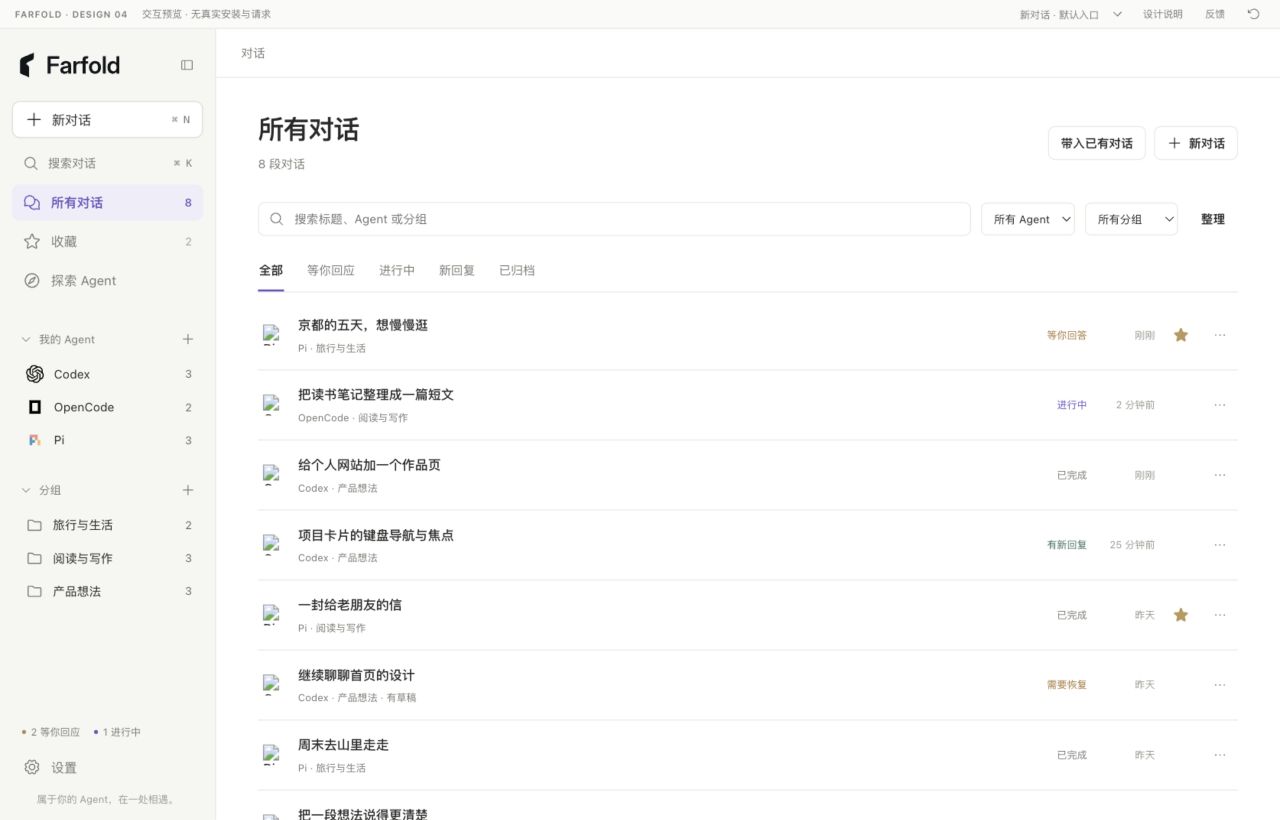 FARFOLD · DESIGN 04 交互预览 · 无真实安装与请求
新对话 · 默认入口 设计说明 反馈
Farfold
新对话 ⌘ N
搜索对话 ⌘ K
所有对话 8
收藏 2
探索 Agent
我的 Agent
Codex 3
OpenCode 2
Pi 3
分组
旅行与生活 2
阅读与写作 3
产品想法 3
2 等你回应 1 进行中
设置
属于你的 Agent，在一处相遇。
对话
所有对话
8 段对话
带入已有对话 新对话
搜索标题、Agent 或分组
所有 Agent 所有分组 整理
全部 等你回应 进行中 新回复 已归档
京都的五天，想慢慢逛
Pi · 旅行与生活
等你回答 刚刚
把读书笔记整理成一篇短文
OpenCode · 阅读与写作
进行中 2 分钟前
给个人网站加一个作品页
Codex · 产品想法
已完成 刚刚
项目卡片的键盘导航与焦点
Codex · 产品想法
有新回复 25 分钟前
一封给老朋友的信
Pi · 阅读与写作
已完成 昨天
继续聊聊首页的设计
Codex · 产品想法 · 有草稿
需要恢复 昨天
周末去山里走走
Pi · 旅行与生活
已完成 昨天
把一段想法说得更清楚